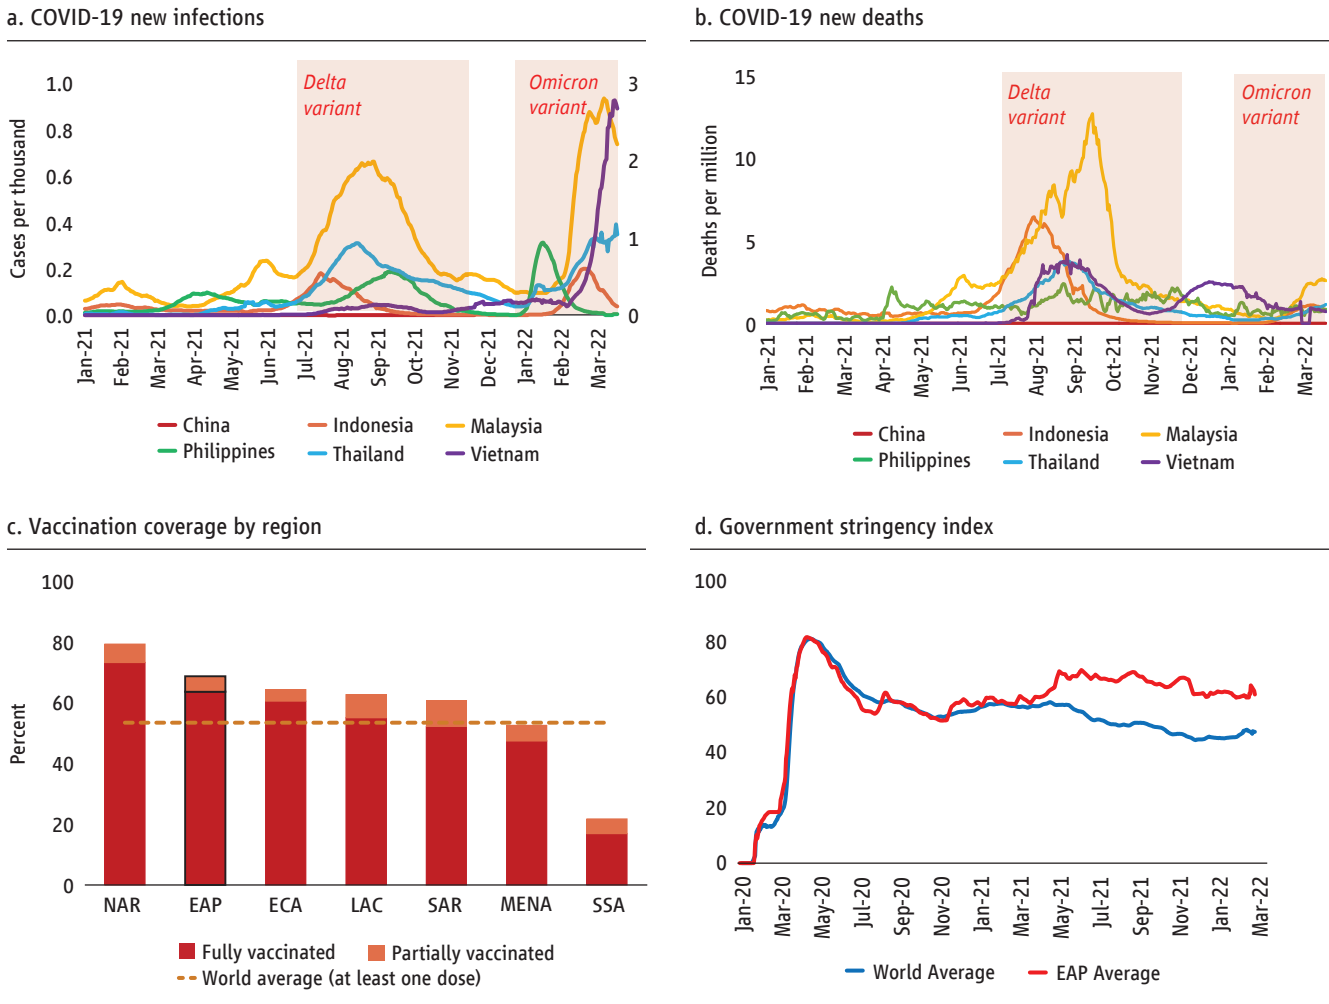 a. COVID-19 new infections
Cases per thousand
1.0
0.8
0.6
0.4
0.2
0.0
3
2
1
0
Delta
variant
Omicron
variant
Jan-21
Feb-21
Mar-21
Apr-21
May-21
Jun-21
Jul-21
Aug-21
Sep-21
Oct-21
Nov-21
Dec-21
Jan-22
Feb-22
Mar-22
China
Indonesia
Malaysia
Philippines
Thailand
Vietnam
b. COVID-19 new deaths
Deaths per million
15
10
5
0
Delta
variant
Omicron
variant
Jan-21
Feb-21
Mar-21
Apr-21
May-21
Jun-21
Jul-21
Aug-21
Sep-21
Oct-21
Nov-21
Dec-21
Jan-22
Feb-22
Mar-22
China
Indonesia
Malaysia
Philippines
Thailand
Vietnam
c. Vaccination coverage by region
Percent
100
80
60
40
20
0
NAR
EAP
ECA
LAC
SAR
MENA
SSA
Fully vaccinated
Partially vaccinated
World average (at least one dose)
d. Government stringency index
100
80
60
40
20
0
Jan-20
Mar-20
May-20
Jul-20
Sep-20
Nov-20
Jan-21
Mar-21
May-21
Jul-21
Sep-21
Nov-21
Jan-22
Mar-22
World Average
EAP Average